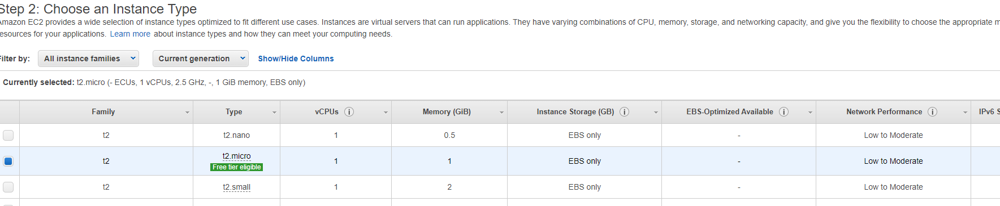 Step 2: Choose an Instance Type
Amazon EC2 provides a wide selection of instance types optimized to fit different use cases. Instances are virtual servers that can run applications. They have varying combinations of CPU, memory, storage, and networking capacity, and give you the flexibility to choose the appropriate m
resources for your applications. Learn more about instance types and how they can meet your computing needs.
Filter by: All instance families Current generation Show/Hide Columns
Currently selected: t2.micro (- ECUs, 1 vCPUs, 2.5 GHz, -, 1 GiB memory, EBS only)
Family Type vCPUs Memory (GiB) Instance Storage (GB) EBS-Optimized Available Network Performance IPv6 S
t2 t2.nano 1 0.5 EBS only - Low to Moderate
t2 t2.micro 1 1 EBS only - Low to Moderate
Free tier eligible
t2 t2.small 1 2 EBS only - Low to Moderate